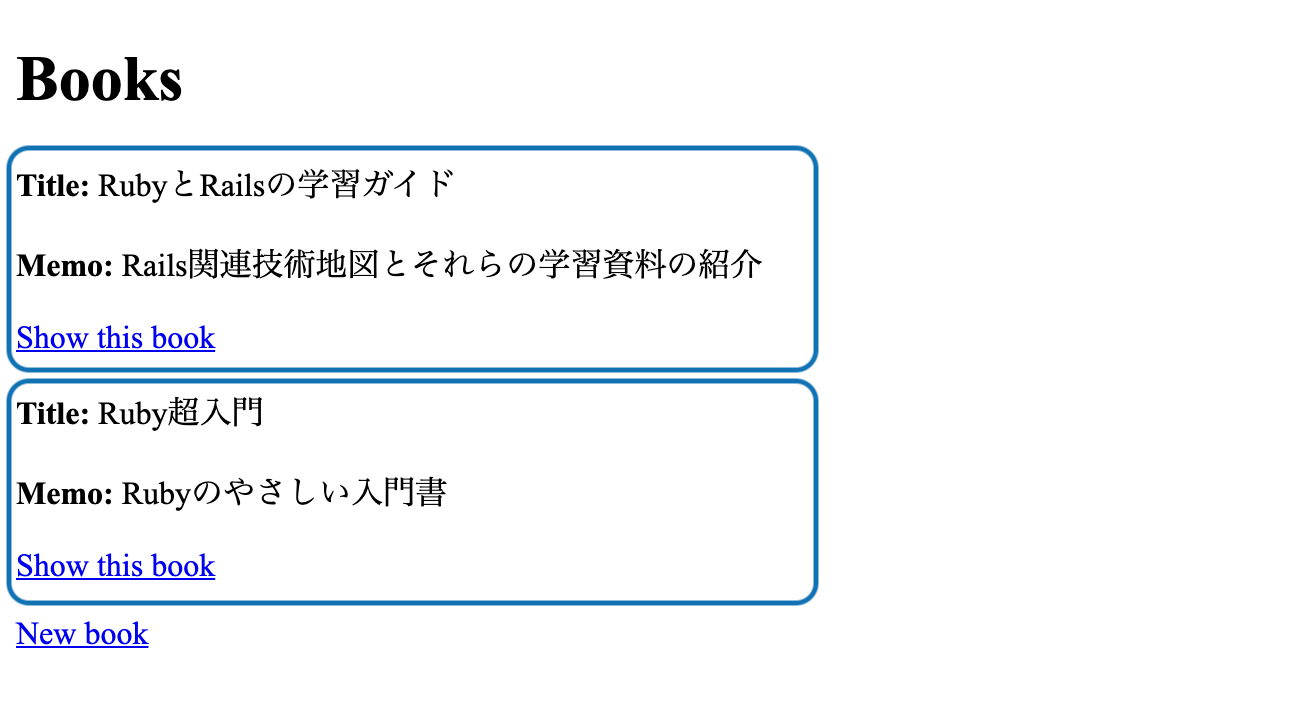 Books
Title: RubyとRailsの学習ガイド
Memo: Rails関連技術地図とそれらの学習資料の紹介
Show this book
Title: Ruby超入門
Memo: Rubyのやさしい入門書
Show this book
New book